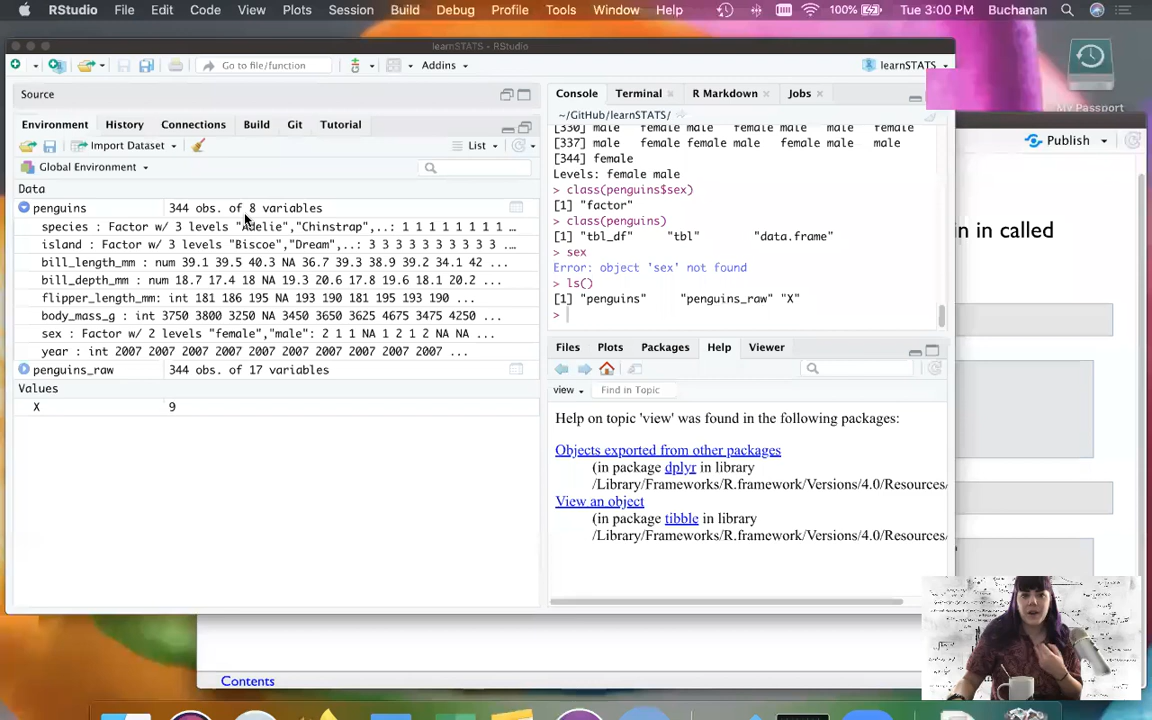 RStudio File Edit Code View Plots Session Build Debug Profile Tools Window Help 100% Tue 3:00 PM Buchanan
learnSTATS - RStudio
Go to file/function Addins learnSTATS
My Passport
Source
Environment History Connections Build Git Tutorial
Import Dataset List
Global Environment
Data
penguins 344 obs. of 8 variables
species : Factor w/ 3 levels "Adelie","Chinstrap",..: 1 1 1 1 1 1 1 1 ...
island : Factor w/ 3 levels "Biscoe","Dream",..: 3 3 3 3 3 3 3 3 3 3 ...
bill_length_mm : num 39.1 39.5 40.3 NA 36.7 39.3 38.9 39.2 34.1 42 ...
bill_depth_mm : num 18.7 17.4 18 NA 19.3 20.6 17.8 19.6 18.1 20.2 ...
flipper_length_mm: int 181 186 195 NA 193 190 181 195 193 190 ...
body_mass_g : int 3750 3800 3250 NA 3450 3650 3625 4675 3475 4250 ...
sex : Factor w/ 2 levels "female","male": 2 1 1 NA 1 2 1 2 NA NA ...
year : int 2007 2007 2007 2007 2007 2007 2007 2007 2007 2007 ...
penguins_raw 344 obs. of 17 variables
Values
X 9
Console Terminal R Markdown Jobs
~/GitHub/learnSTATS/
[330] male female male female male female male
[337] male female female male female male male
[344] female
Levels: female male
> class(penguins$sex)
[1] "factor"
> class(penguins)
[1] "tbl_df" "tbl" "data.frame"
> sex
Error: object 'sex' not found
> ls()
[1] "penguins" "penguins_raw" "X"
>
Files Plots Packages Help Viewer
view Find in Topic
Help on topic 'view' was found in the following packages:
Objects exported from other packages
(in package dplyr in library
/Library/Frameworks/R.framework/Versions/4.0/Resources/
View an object
(in package tibble in library
/Library/Frameworks/R.framework/Versions/4.0/Resources/
Publish
in in called
Contents